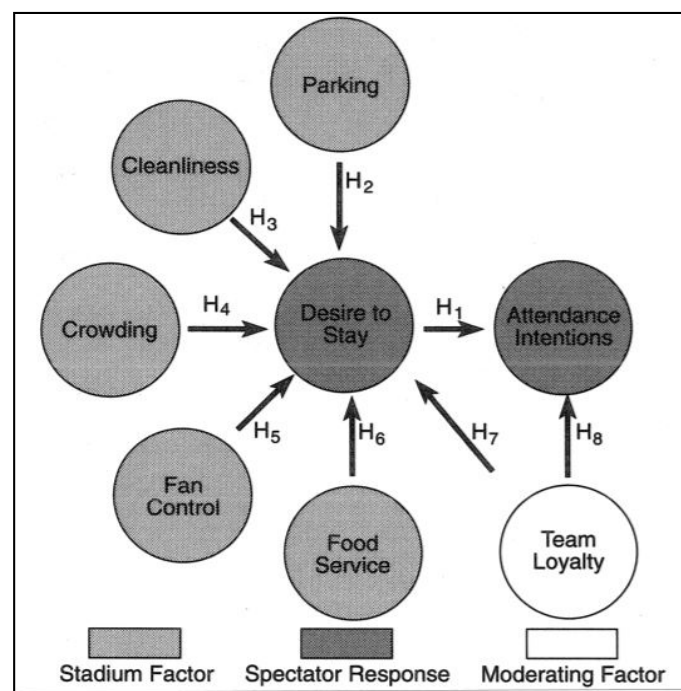 Parking
Cleanliness
H2
H3
Crowding
H4
Desire to
Stay
H1
Attendance
Intentions
H5
H6
H7
H8
Fan
Control
Food
Service
Team
Loyalty
Stadium Factor
Spectator Response
Moderating Factor